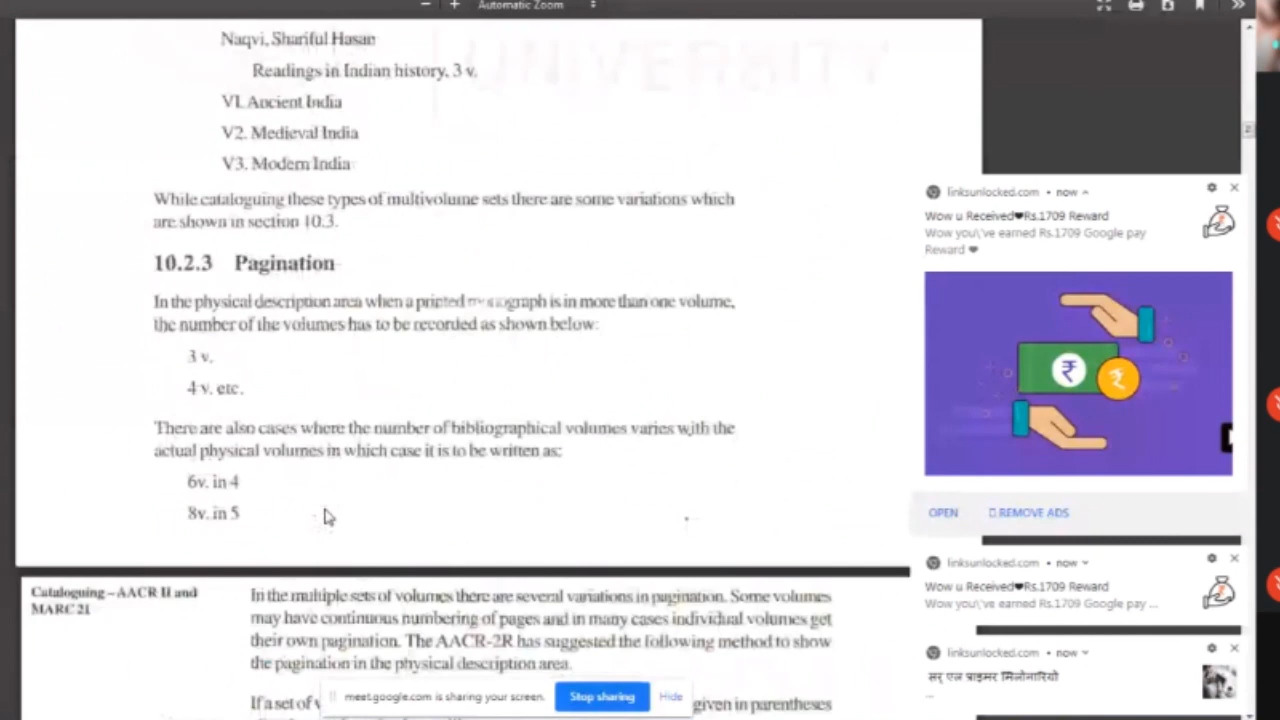 Automatic Zoom
UNIVERSITY
Naqvi, Shariful Hasan
Readings in Indian history, 3 v.
V1. Ancient India
V2. Medieval India
V3. Modern India
While cataloguing these types of multivolume sets there are some variations which
are shown in section 10.3.
10.2.3 Pagination
In the physical description area when a printed monograph is in more than one volume,
the number of the volumes has to be recorded as shown below:
3 v.
4 v. etc.
There are also cases where the number of bibliographical volumes varies with the
actual physical volumes in which case it is to be written as:
6v. in 4
8v. in 5
Cataloguing – AACR II and
MARC 21
In the multiple sets of volumes there are several variations in pagination. Some volumes
may have continuous numbering of pages and in many cases individual volumes get
their own pagination. The AACR-2R has suggested the following method to show
the pagination in the physical description area.
If a set of
given in parentheses
meet.google.com is sharing your screen.
Stop sharing
Hide
linksunlocked.com • now
Wow u Received❤Rs.1709 Reward
Wow you\'ve earned Rs.1709 Google pay
Reward ❤
OPEN
REMOVE ADS
linksunlocked.com • now
Wow u Received❤Rs.1709 Reward
Wow you\'ve earned Rs.1709 Google pay ...
linksunlocked.com • now
सर् एल प्राइमर मिलोनारियो
...